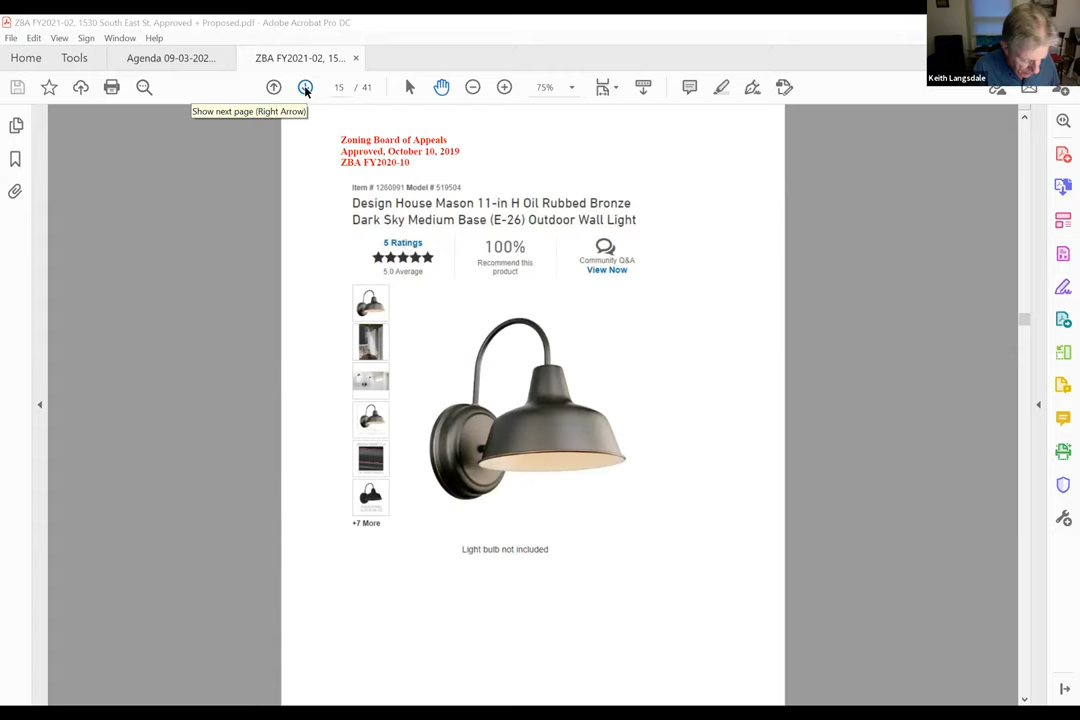 ZBA FY2021-02, 1530 South East St. Approved + Proposed.pdf - Adobe Acrobat Pro DC
File Edit View Sign Window Help
Home Tools Agenda 09-03-202... ZBA FY2021-02, 15... ×
15 / 41 75%
Show next page (Right Arrow)
Keith Langsdale
Zoning Board of Appeals
Approved, October 10, 2019
ZBA FY2020-10
Item # 1260991 Model # 519504
Design House Mason 11-in H Oil Rubbed Bronze
Dark Sky Medium Base (E-26) Outdoor Wall Light
5 Ratings
5.0 Average
100%
Recommend this
product
Community Q&A
View Now
+7 More
Light bulb not included